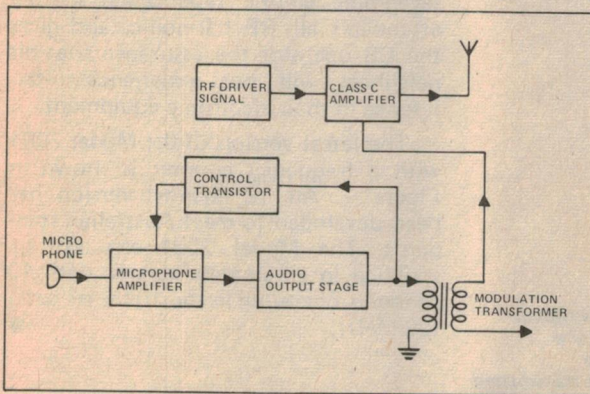 RF DRIVER
SIGNAL
CLASS C
AMPLIFIER
CONTROL
TRANSISTOR
MICRO
PHONE
MICROPHONE
AMPLIFIER
AUDIO
OUTPUT STAGE
MODULATION
TRANSFORMER